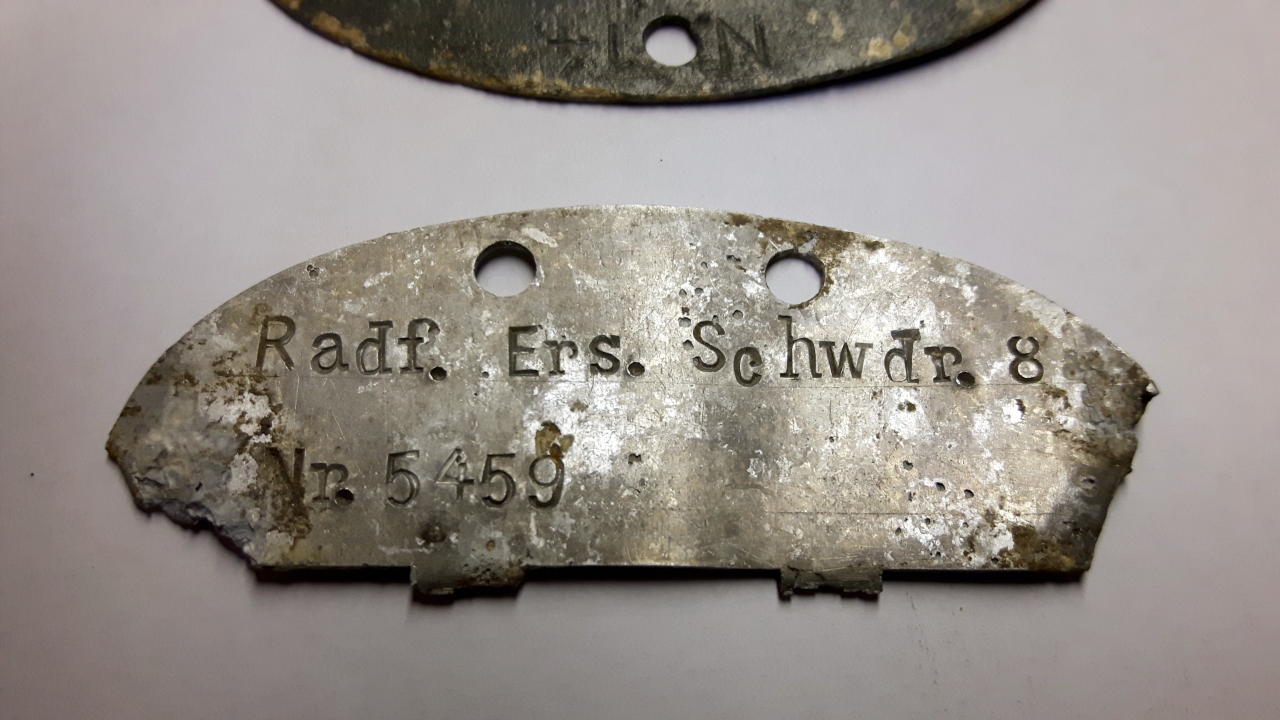 Radf. Ers. Schwdr. 8
Nr. 5459